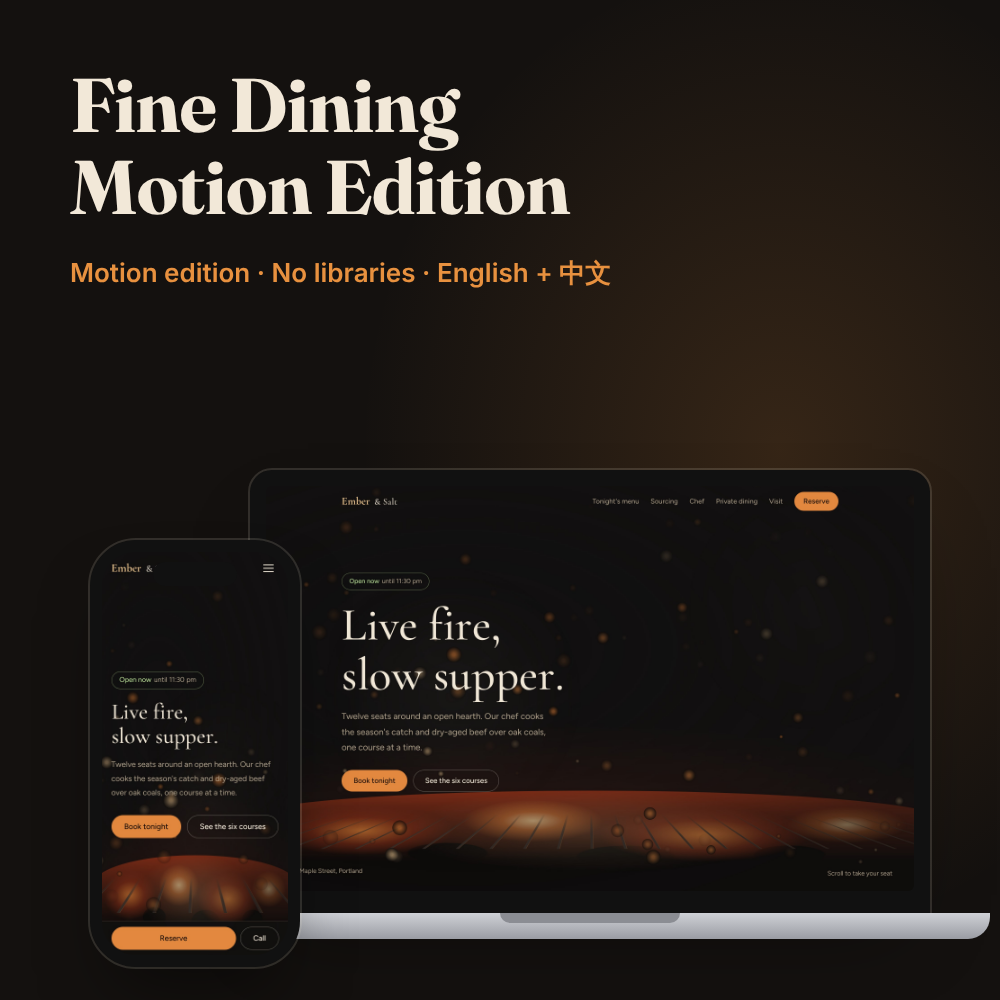 Fine Dining
Motion Edition
Motion edition · No libraries · English + 中文
Ember & Salt
Tonight's menu Sourcing Chef Private dining Visit Reserve
Open now until 11:30 pm
Live fire,
slow supper.
Twelve seats around an open hearth. Our chef cooks
the season's catch and dry-aged beef over oak coals,
one course at a time.
Book tonight See the six courses
Maple Street, Portland
Scroll to take your seat
Ember &
Open now until 11:30 pm
Live fire,
slow supper.
Twelve seats around an open hearth. Our chef
cooks the season's catch and dry-aged beef
over oak coals, one course at a time.
Book tonight See the six courses
Reserve Call